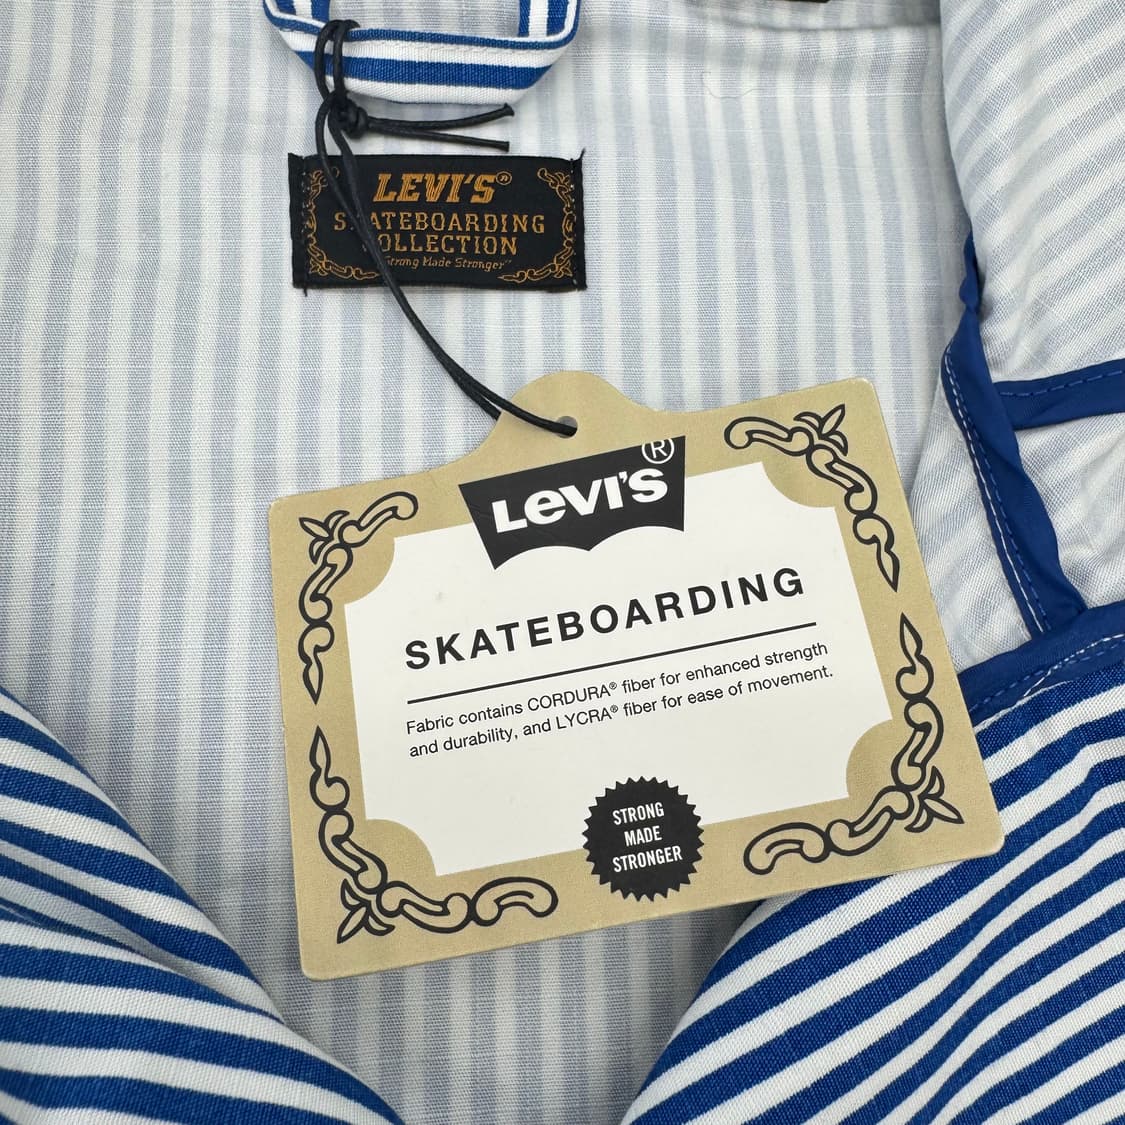 LEVI'S®
SKATEBOARDING
COLLECTION
"Strong Made Stronger"
LEVI'S®
SKATEBOARDING
Fabric contains CORDURA® fiber for enhanced strength
and durability, and LYCRA® fiber for ease of movement.
STRONG
MADE
STRONGER